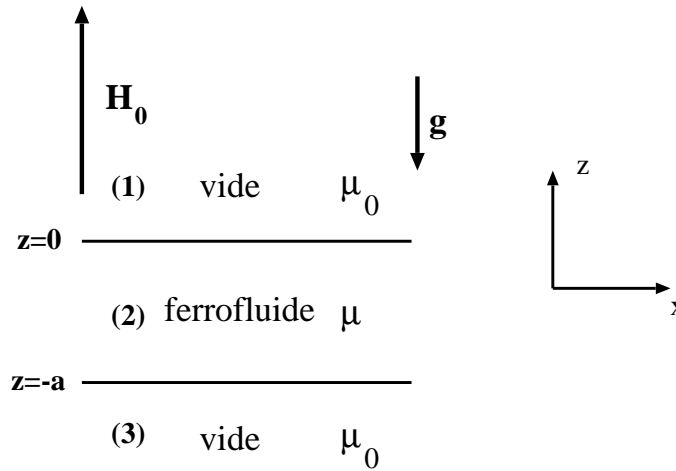 H₀
g
(1) vide μ₀
z
z=0
(2) ferrofluide μ
x
z=-a
(3) vide μ₀